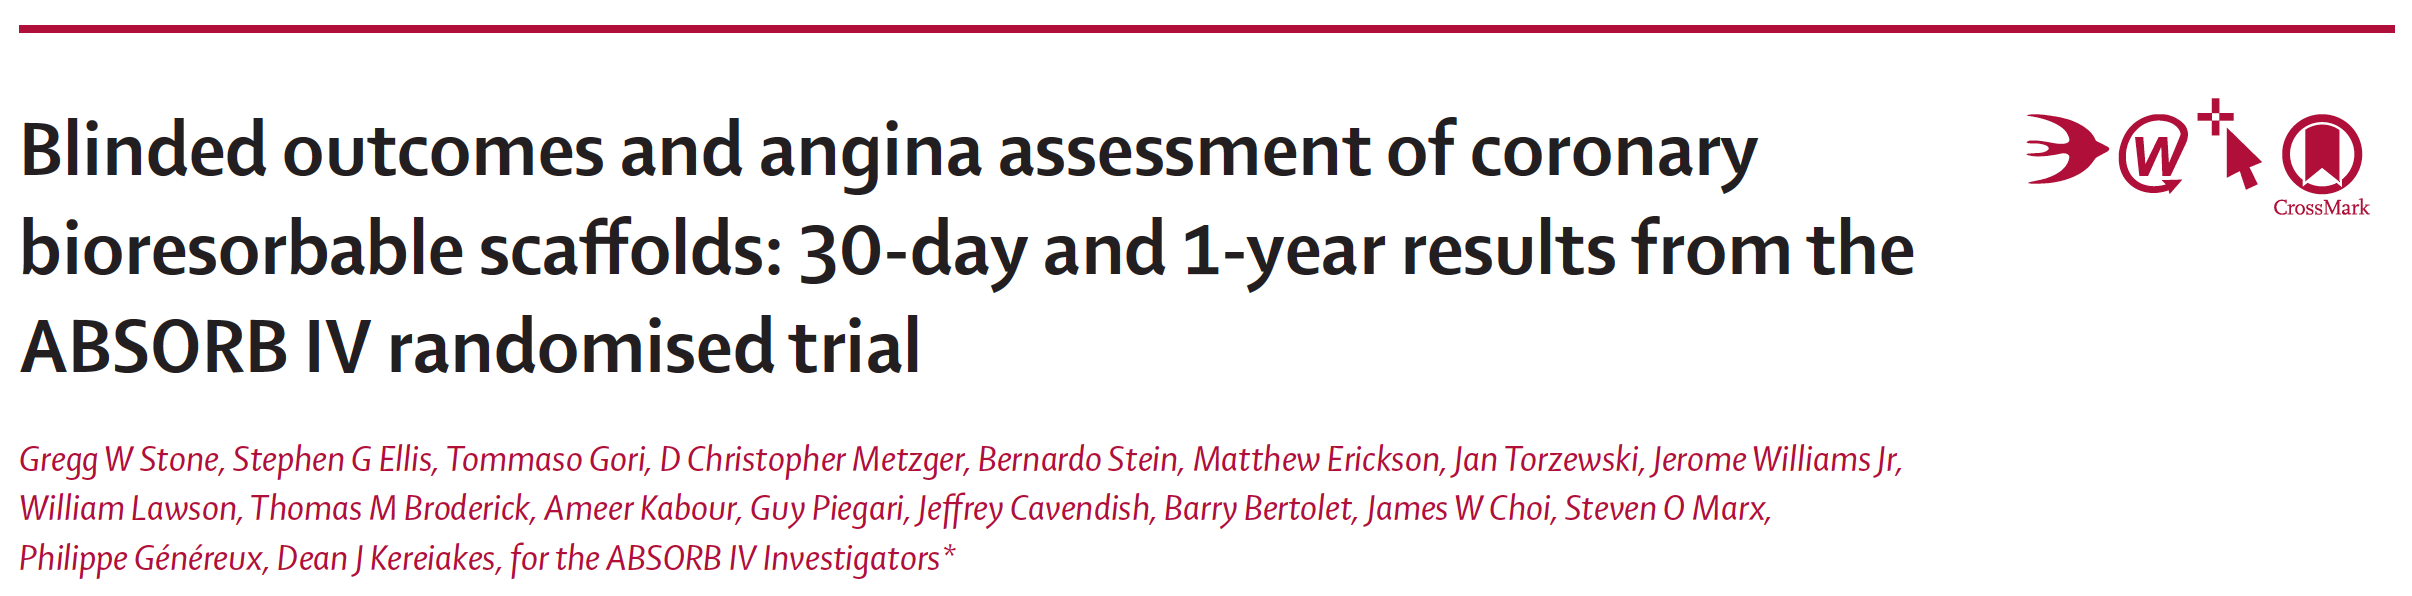 Blinded outcomes and angina assessment of coronary
bioresorbable scaffolds: 30-day and 1-year results from the
ABSORB IV randomised trial
W
CrossMark
Gregg W Stone, Stephen G Ellis, Tommaso Gori, D Christopher Metzger, Bernardo Stein, Matthew Erickson, Jan Torzewski, Jerome Williams Jr,
William Lawson, Thomas M Broderick, Ameer Kabour, Guy Piegari, Jeffrey Cavendish, Barry Bertolet, James W Choi, Steven O Marx,
Philippe Généreux, Dean J Kereiakes, for the ABSORB IV Investigators*